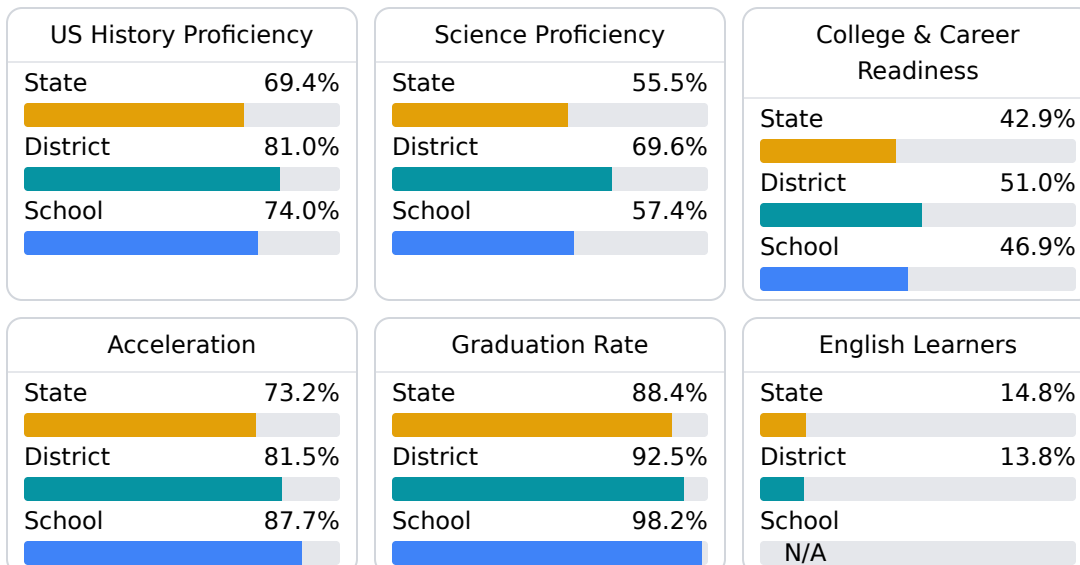 US History Proficiency
State 69.4%
District 81.0%
School 74.0%
Science Proficiency
State 55.5%
District 69.6%
School 57.4%
College & Career
Readiness
State 42.9%
District 51.0%
School 46.9%
Acceleration
State 73.2%
District 81.5%
School 87.7%
Graduation Rate
State 88.4%
District 92.5%
School 98.2%
English Learners
State 14.8%
District 13.8%
School
N/A